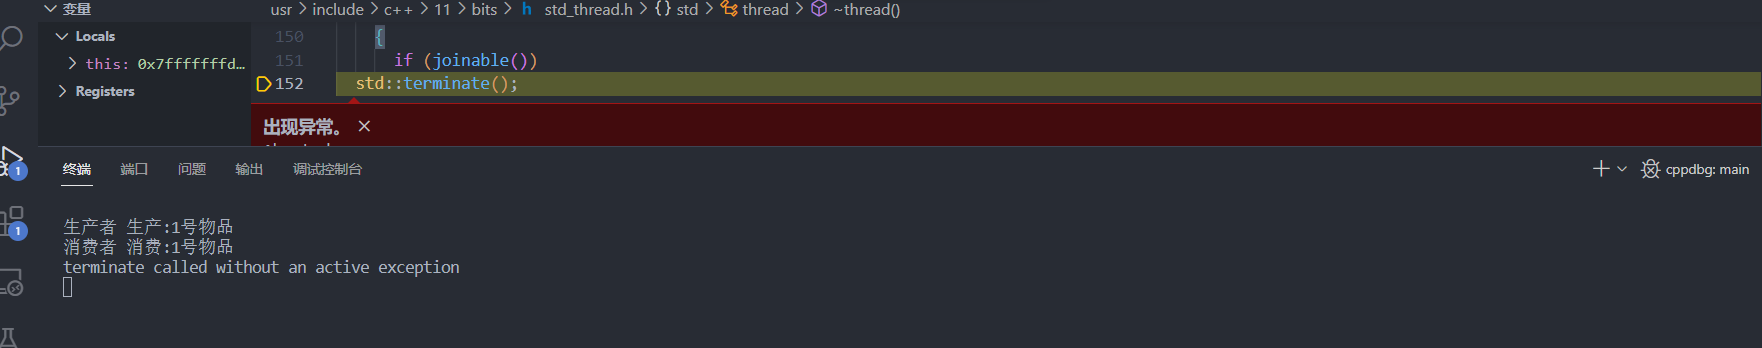 变量
usr > include > c++ > 11 > bits > h std_thread.h > {} std > thread > ~thread()
Locals
this: 0x7fffffffd...
Registers
150 {
151 if (joinable())
152 std::terminate();
出现异常。 ×
终端 端口 问题 输出 调试控制台
cppdbg: main
1
生产者 生产:1号物品
消费者 消费:1号物品
terminate called without an active exception
1